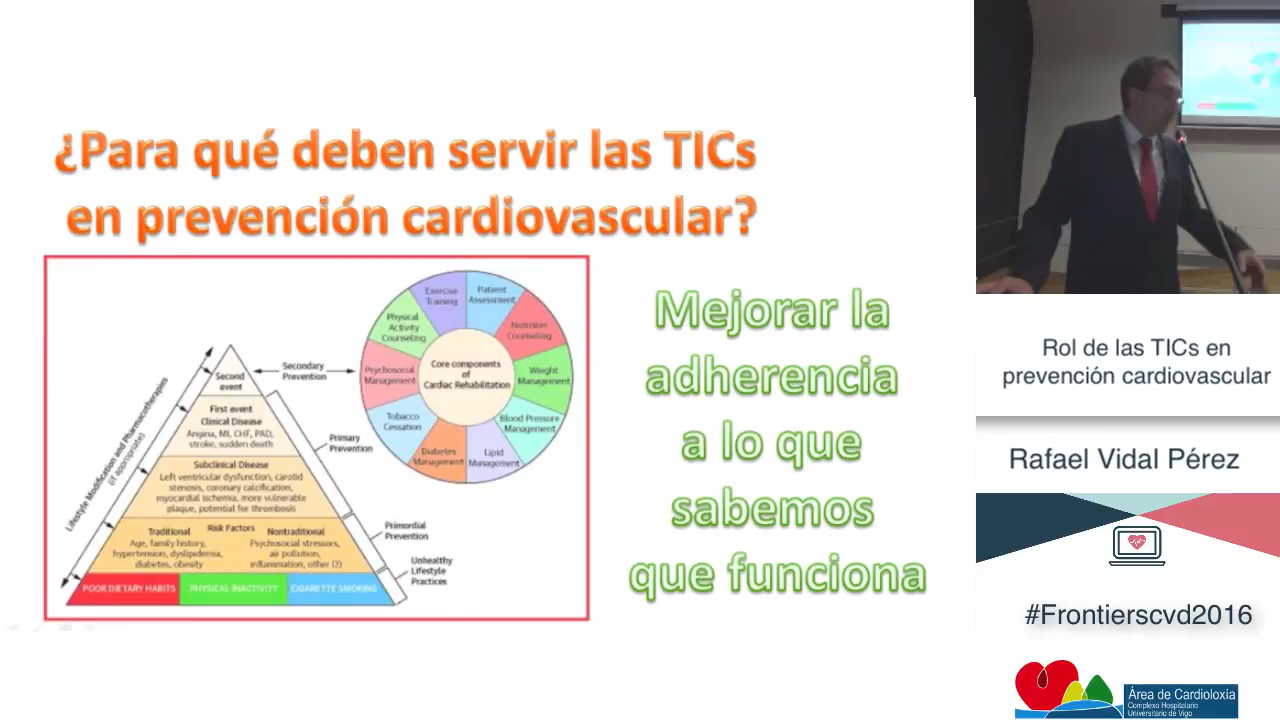 ¿Para qué deben servir las TICs
en prevención cardiovascular?
Lifestyle Modification and Pharmacotherapies
(if appropriate)
Second
event
Secondary
Prevention
First event
Clinical Disease
Angina, MI, CHF, PAD,
stroke, sudden death
Primary
Prevention
Subclinical Disease
Left ventricular dysfunction, carotid
stenosis, coronary calcification,
myocardial ischemia, more vulnerable
plaque, potential for thrombosis
Risk Factors
Traditional
Age, family history,
hypertension, dyslipidemia,
diabetes, obesity
Nontraditional
Psychosocial stressors,
air pollution,
inflammation, other (?)
Primordial
Prevention
Unhealthy
Lifestyle
Practices
POOR DIETARY HABITS
PHYSICAL INACTIVITY
CIGARETTE SMOKING
Core components
of
Cardiac Rehabilitation
Patient
Assessment
Nutrition
Counseling
Weight
Management
Blood Pressure
Management
Lipid
Management
Diabetes
Management
Tobacco
Cessation
Psychosocial
Management
Physical
Activity
Counseling
Exercise
Training
Mejorar la
adherencia
a lo que
sabemos
que funciona
Rol de las TICs en
prevención cardiovascular
Rafael Vidal Pérez
#Frontierscvd2016
Área de Cardioloxía
Complexo Hospitalario
Universitario de Vigo